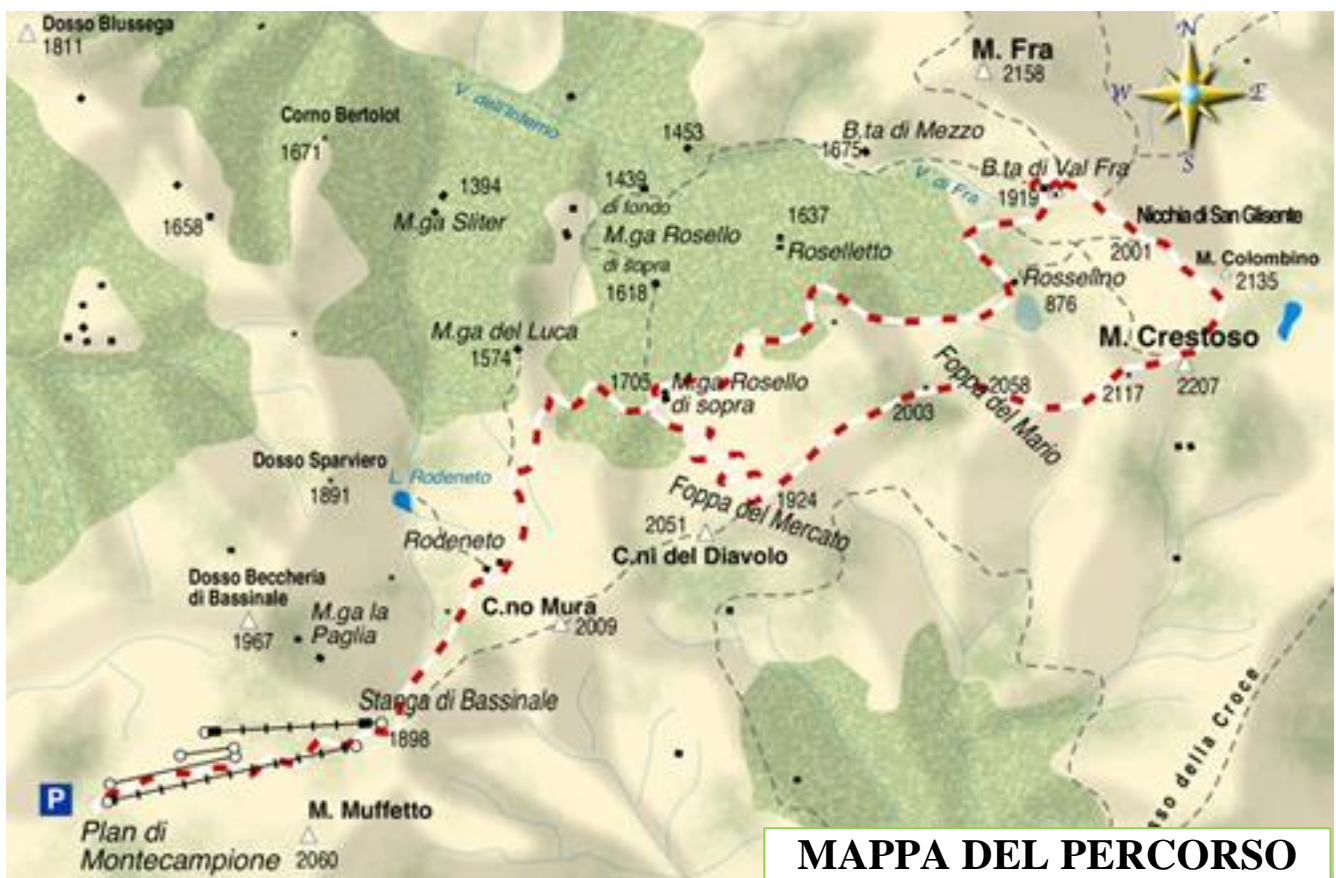 Dosso Blussega
1811
M. Fra
2158
N
W
E
S
Corno Bertolot
1671
V. dell'Inferno
1453
B.ta di Mezzo
1675
B.ta di Val Fra
1919
V. di Fra
1394
M.ga Sliter
1439
di fondo
M.ga Rosello
di sopra
1618
1637
Roselletto
Nicchia di San Glisente
2001
M. Colombino
2135
1658
Rosselino
876
M.ga del Luca
1574
M. Crestoso
2207
1705
M.ga Rosello
di sopra
Foppa del Mario
2058
2003
2117
Dosso Sparviero
1891
L. Rodeneto
Foppa del Mercato
1924
2051
C.ni del Diavolo
Rodeneto
Dosso Beccheria
di Bassinale
1967
M.ga la
Paglia
C.no Mura
2009
Stanga di Bassinale
1898
P
Plan di
Montecampione
M. Muffetto
2060
sso della Croce
MAPPA DEL PERCORSO